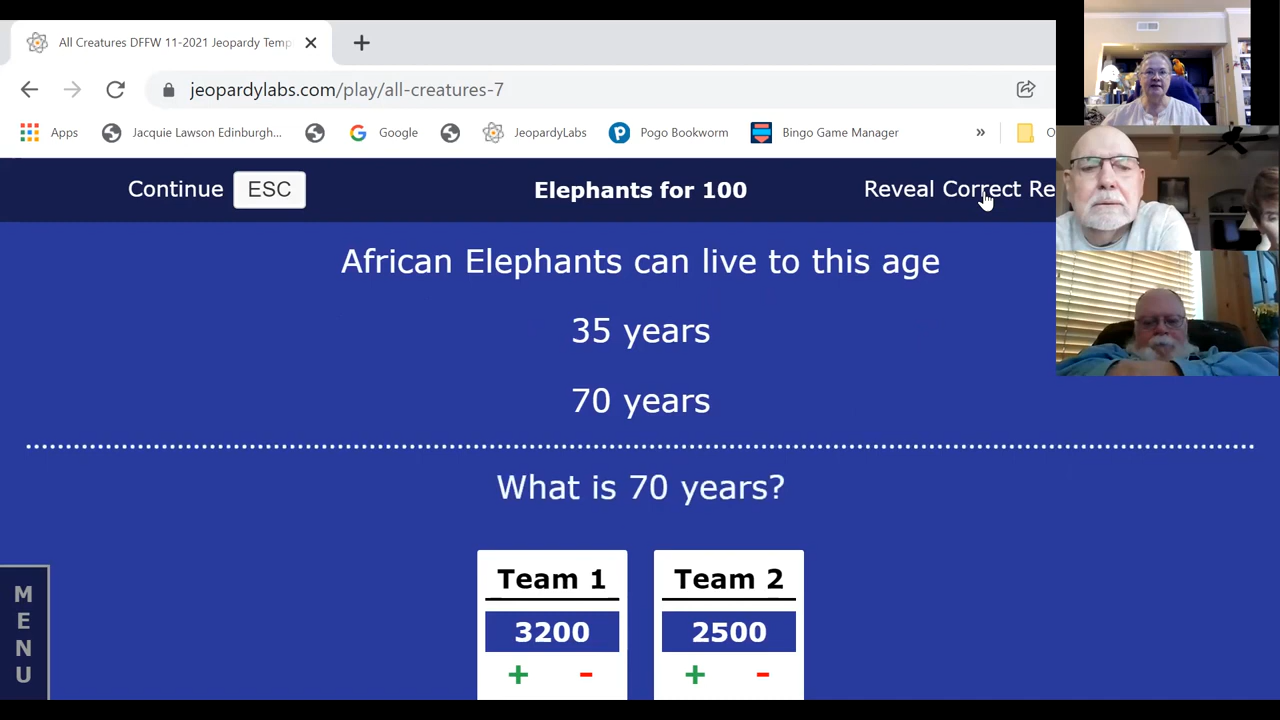 All Creatures DFFW 11-2021 Jeopardy Temp
jeopardylabs.com/play/all-creatures-7
Apps Jacquie Lawson Edinburgh... Google JeopardyLabs Pogo Bookworm Bingo Game Manager » O
Continue ESC Elephants for 100 Reveal Correct Re
African Elephants can live to this age
35 years
70 years
What is 70 years?
MENU
Team 1 Team 2
3200 2500
+ - + -